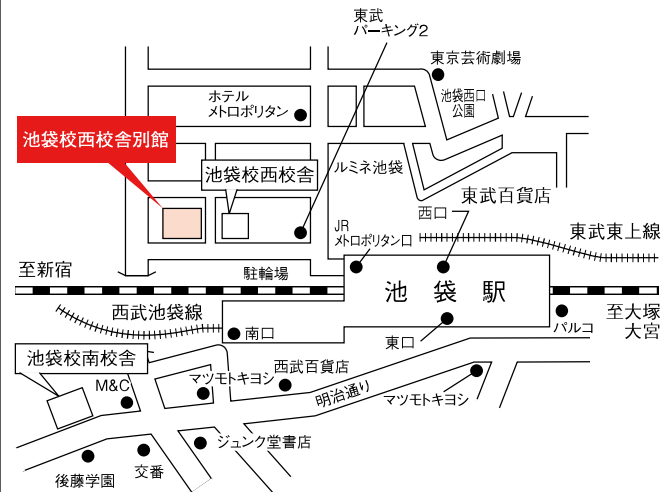 東武
パーキング2
東京芸術劇場
ホテル
メトロポリタン
池袋西口
公園
池袋校西校舎別館
池袋校西校舎
ルミネ池袋
東武百貨店
西口
JR
メトロポリタン口
東武東上線
至新宿
駐輪場
池袋駅
西武池袋線
至大塚
大宮
南口
東口
パルコ
池袋校南校舎
M&C
マツモトキヨシ
西武百貨店
明治通り
マツモトキヨシ
ジュンク堂書店
後藤学園
交番